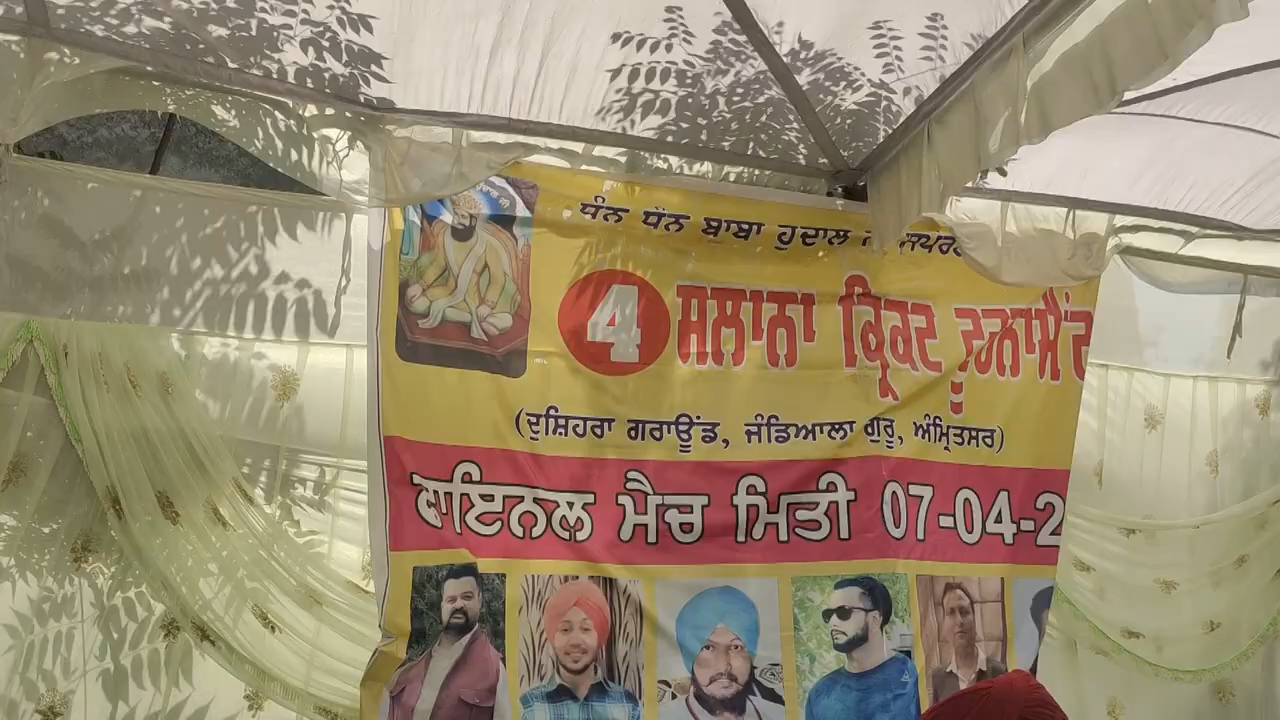 ਧੰਨ ਧੰਨ ਬਾਬਾ ਹੁਦਾਲ
4 ਸਲਾਨਾ ਕ੍ਰਿਕਟ ਟੂਰਨਾਮੈਂਟ
(ਦੁਸ਼ਿਹਰਾ ਗਰਾਊਂਡ, ਜੰਡਿਆਲਾ ਗੁਰੂ, ਅੰਮ੍ਰਿਤਸਰ)
ਫਾਇਨਲ ਮੈਚ ਮਿਤੀ 07-04-2